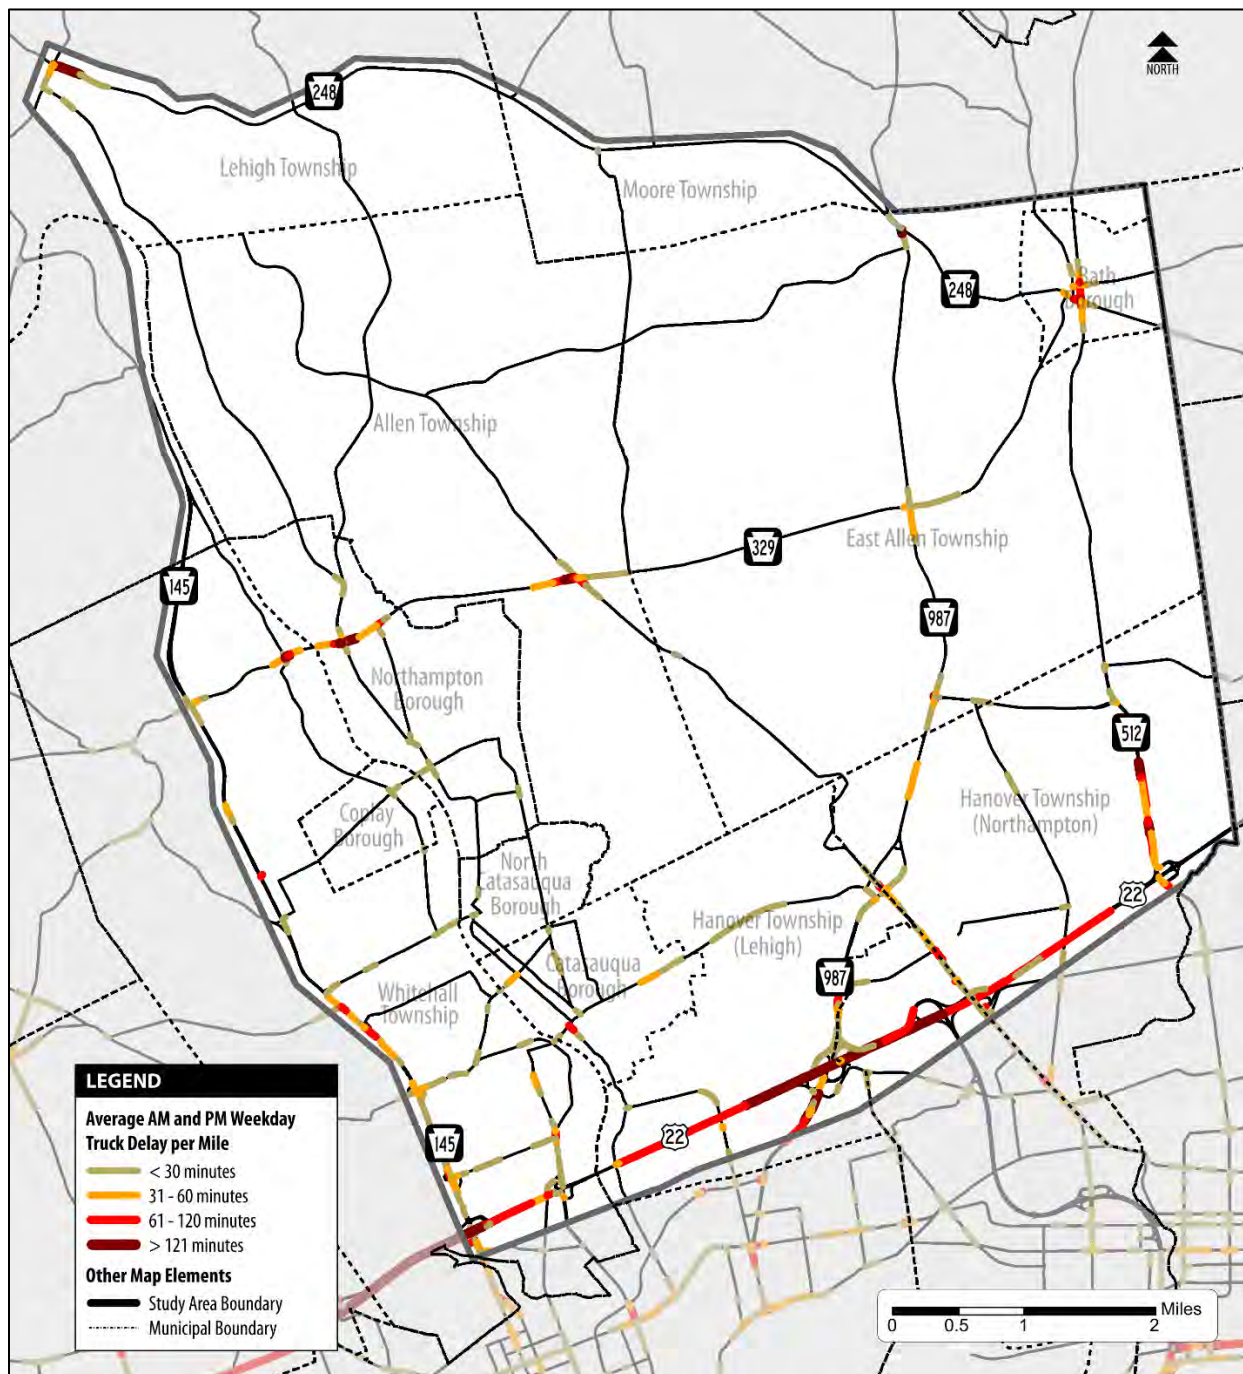 NORTH
248
Lehigh Township
Moore Township
248
Bath
Borough
Allen Township
329
East Allen Township
145
987
Northampton
Borough
512
Hanover Township
(Northampton)
Coplay
Borough
North
Catasauqua
Borough
22
Hanover Township
(Lehigh)
Catasauqua
Borough
987
Whitehall
Township
145
22
LEGEND
Average AM and PM Weekday
Truck Delay per Mile
< 30 minutes
31 - 60 minutes
61 - 120 minutes
> 121 minutes
Other Map Elements
Study Area Boundary
Municipal Boundary
Miles
0 0.5 1 2